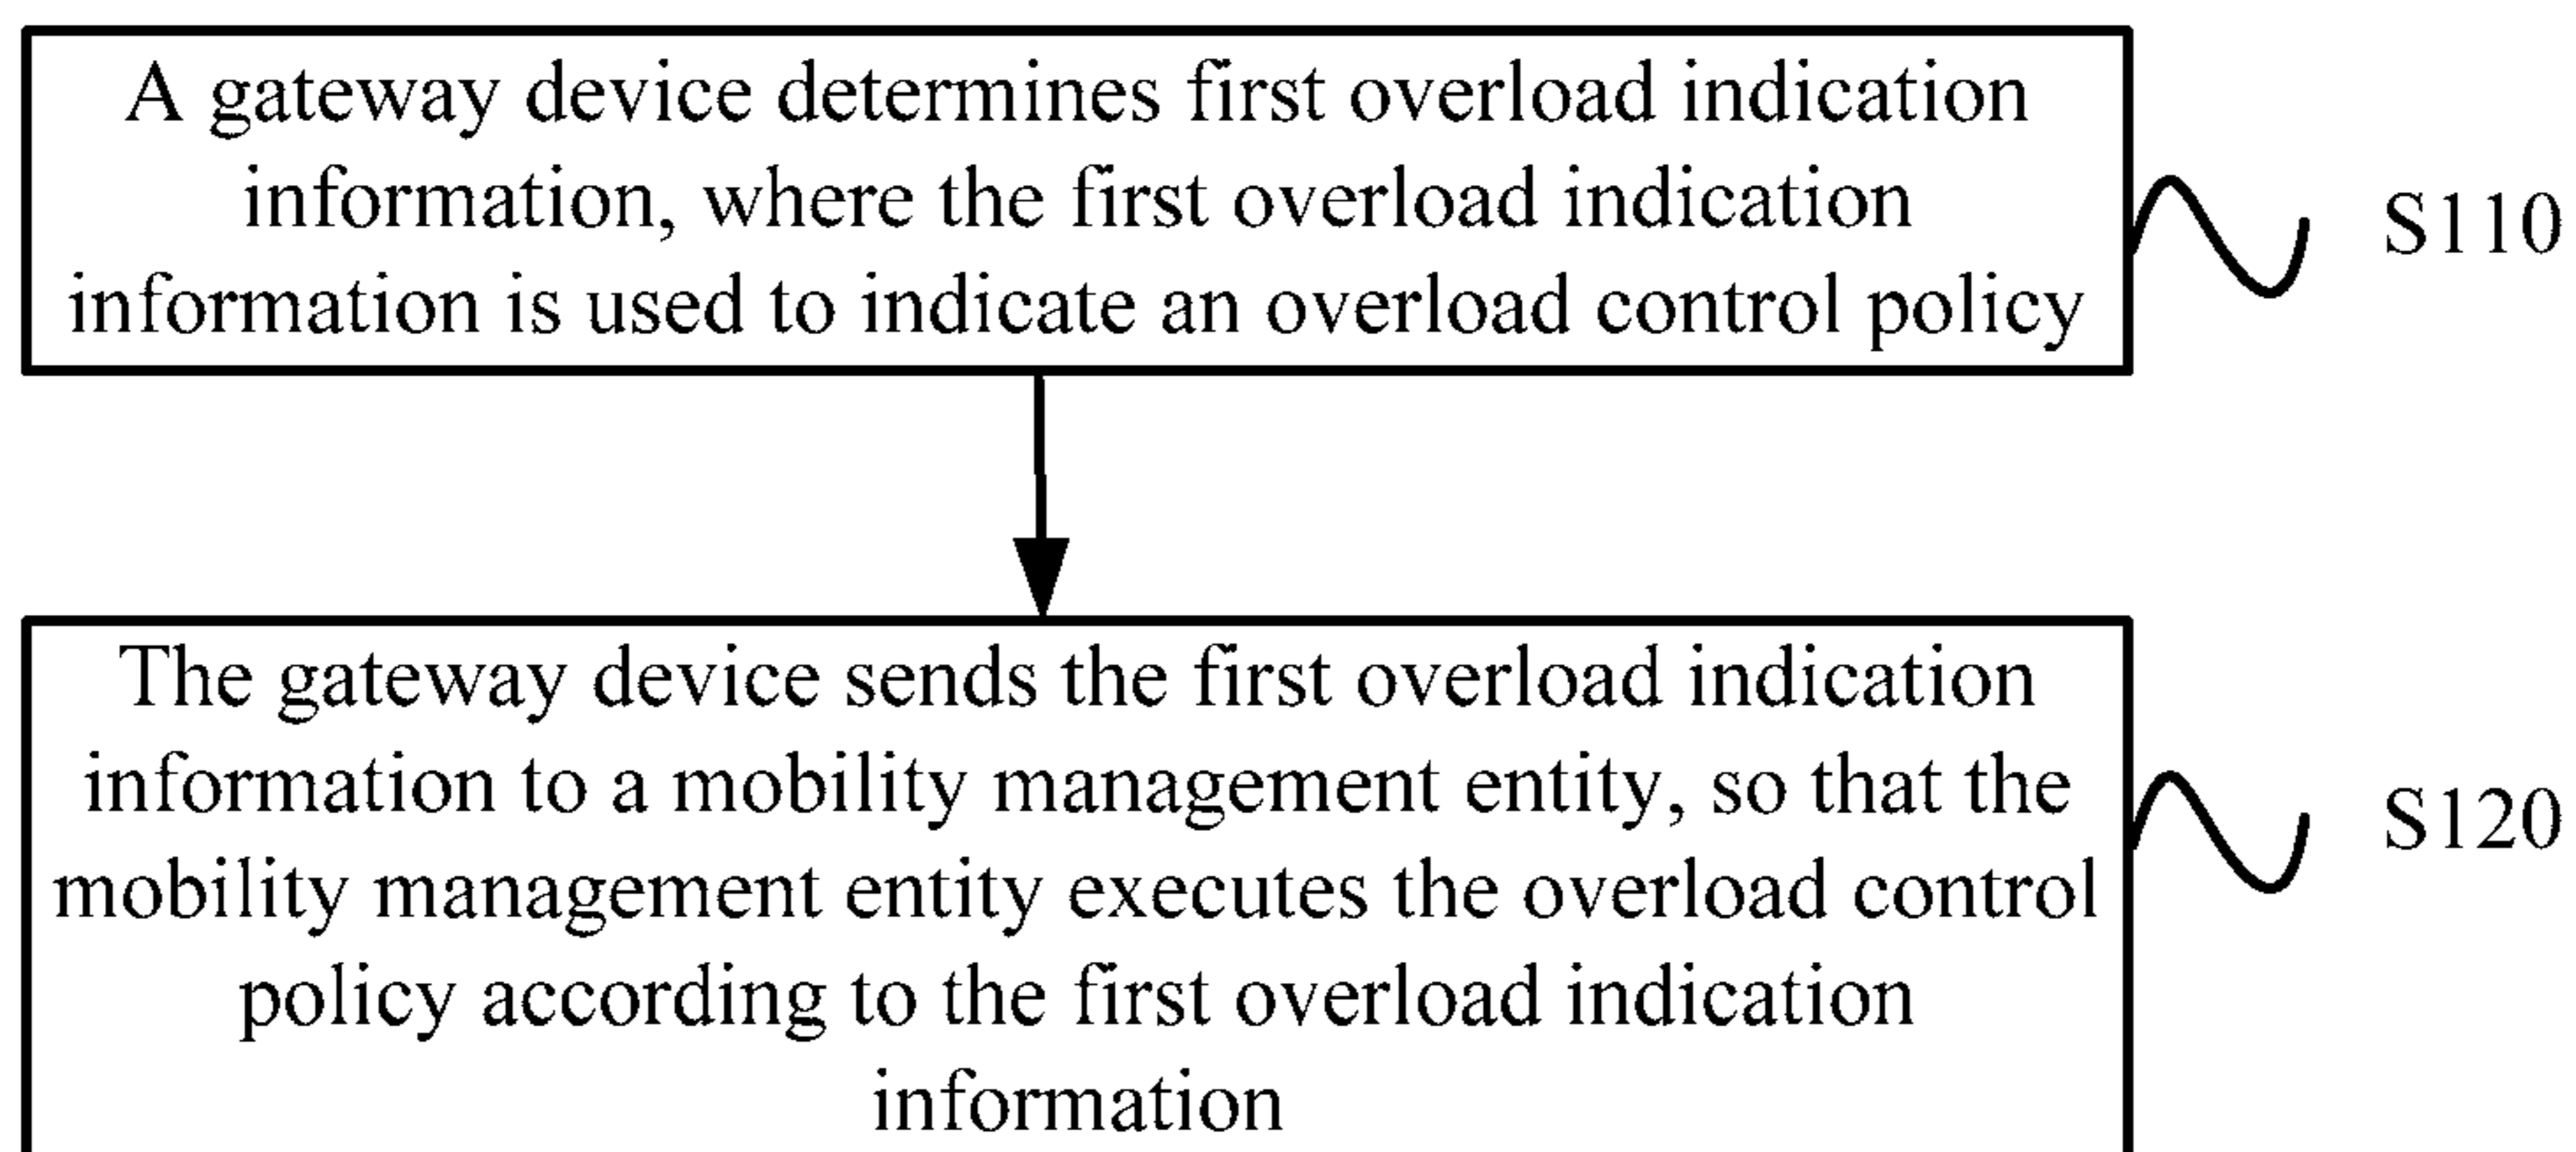 A gateway device determines first overload indication
information, where the first overload indication
information is used to indicate an overload control policy
S110
The gateway device sends the first overload indication
information to a mobility management entity, so that the
mobility management entity executes the overload control
policy according to the first overload indication
information
S120